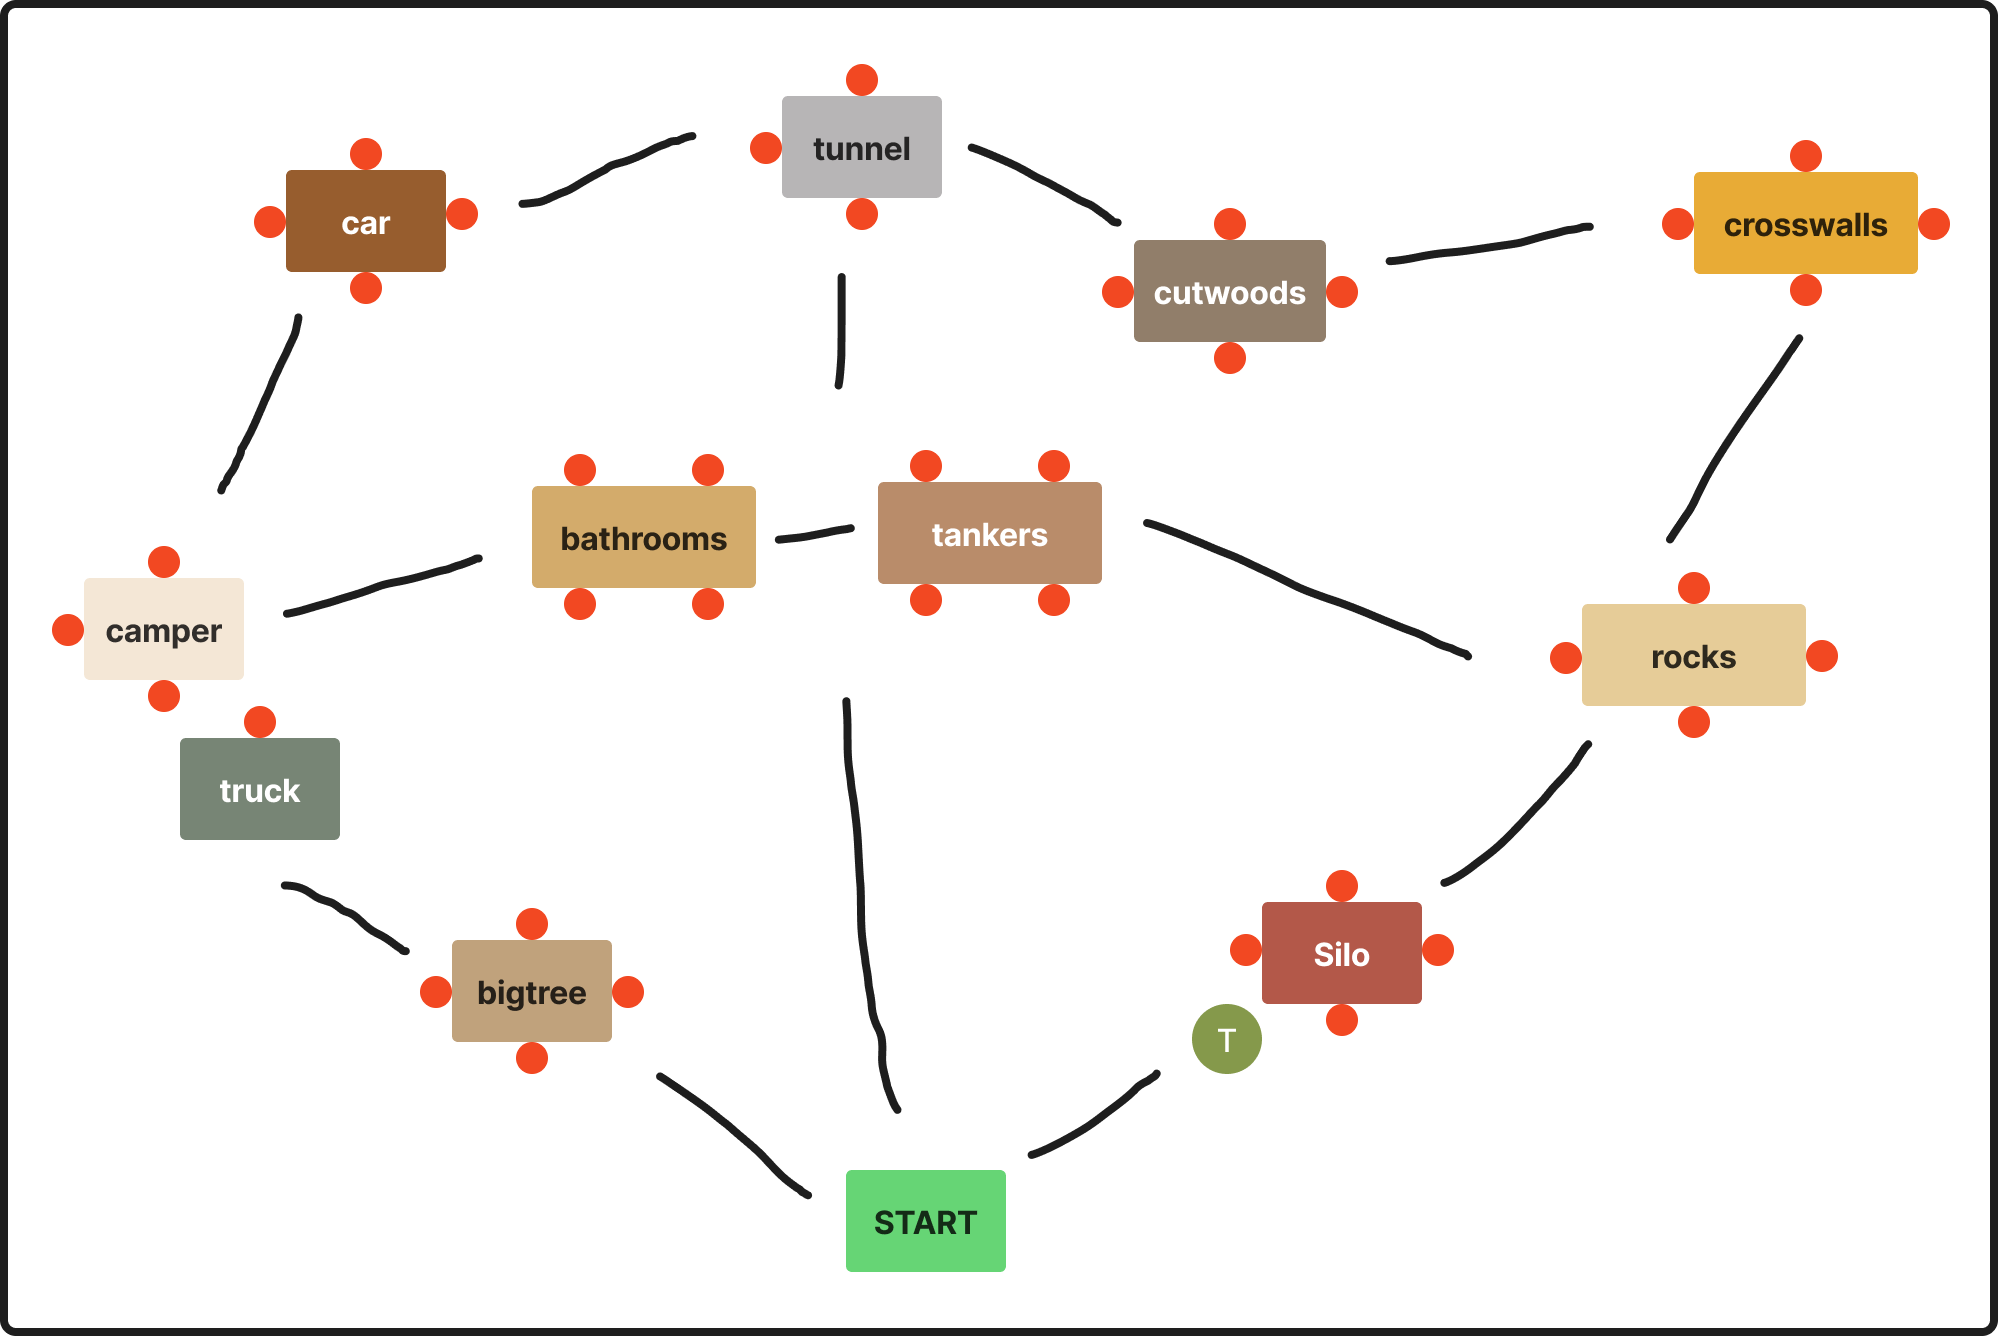 tunnel
car
crosswalls
cutwoods
bathrooms
tankers
camper
rocks
truck
Silo
bigtree
T
START